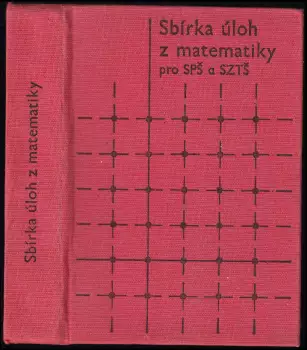 Sbírka úloh
z matematiky
pro SPŠ a SZTŠ
Sbírka úloh z matematiky